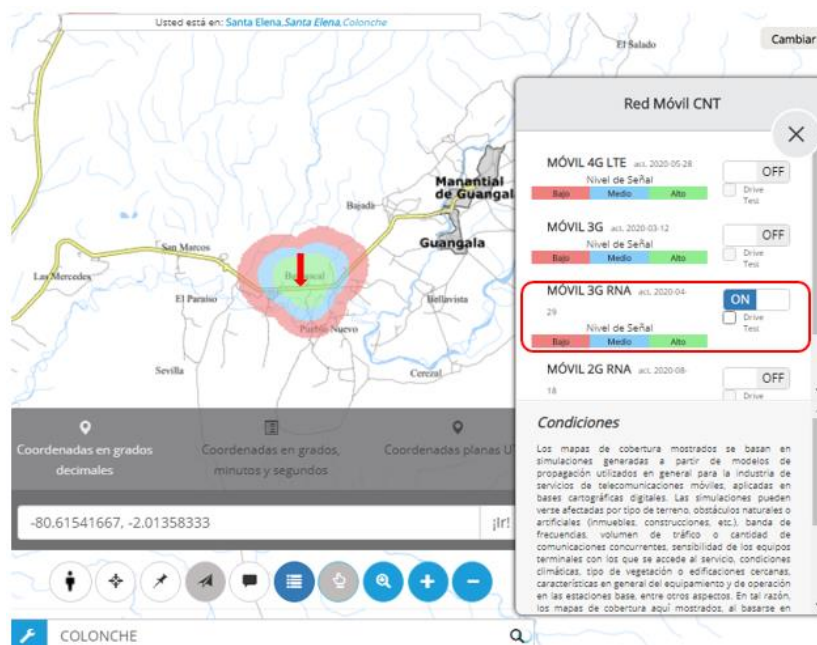 Usted está en: Santa Elena,Santa Elena,Colonche
El Salado
Cambiar
Manantial
de Guangal
Bajada
Guangala
San Marcos
Las Mercedes
El Paraíso
Bellavista
Pueblo Nuevo
Sevilla
Cerezal
Coordenadas en grados
decimales
Coordenadas en grados,
minutos y segundos
Coordenadas planas U
-80.61541667, -2.01358333
¡Ir!
COLONCHE
Red Móvil CNT
MÓVIL 4G LTE act. 2020-05-28
OFF
Nivel de Señal
Bajo Medio Alto
Drive
Test
MÓVIL 3G act. 2020-03-12
OFF
Nivel de Señal
Bajo Medio Alto
Drive
Test
MÓVIL 3G RNA act. 2020-04-
29
ON
Nivel de Señal
Bajo Medio Alto
Drive
Test
MÓVIL 2G RNA act. 2020-08-
18
OFF
Drive
Condiciones
Los mapas de cobertura mostrados se basan en
simulaciones generadas a partir de modelos de
propagación utilizados en general para la industria de
servicios de telecomunicaciones móviles, aplicadas en
bases cartográficas digitales. Las simulaciones pueden
verse afectadas por tipo de terreno, obstáculos naturales o
artificiales (inmuebles, construcciones, etc.), banda de
frecuencias, volumen de tráfico o cantidad de
comunicaciones concurrentes, sensibilidad de los equipos
terminales con los que se accede al servicio, condiciones
climáticas, tipo de vegetación o edificaciones cercanas,
características en general del equipamiento y de operación
en las estaciones base, entre otros aspectos. En tal razón,
los mapas de cobertura aquí mostrados, al basarse en